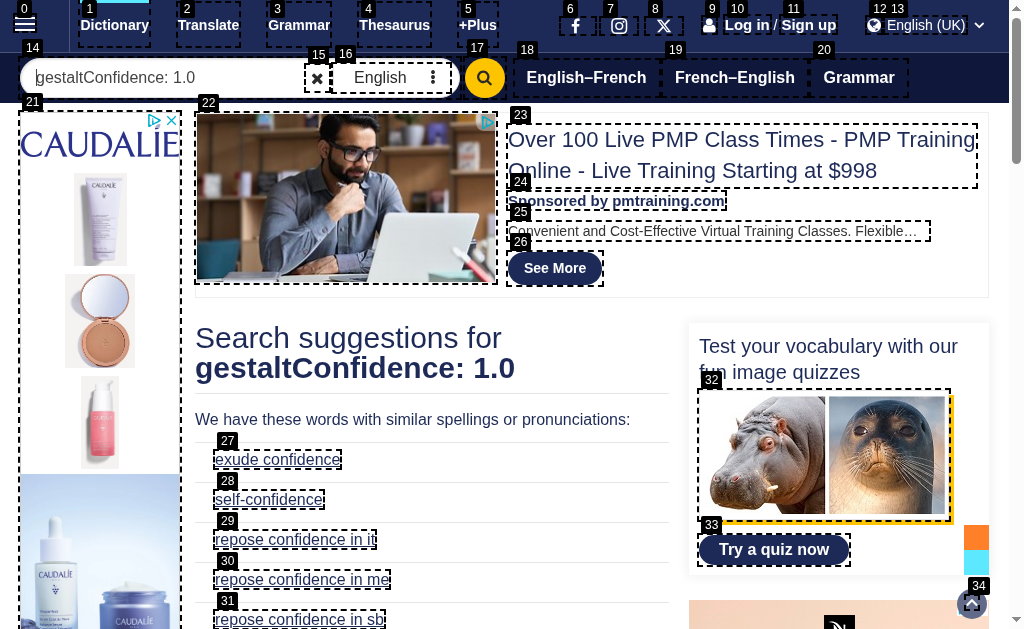 0 1 2 3 4 5 6 7 8 9 10 11 12 13
Dictionary Translate Grammar Thesaurus +Plus Log in / Sign up English (UK)
14 15 16 17 18 19 20
gestaltConfidence: 1.0 English English–French French–English Grammar
21 22 23
CAUDALIE
Over 100 Live PMP Class Times - PMP Training
Online - Live Training Starting at $998
24
Sponsored by pmtraining.com
25
Convenient and Cost-Effective Virtual Training Classes. Flexible…
26
See More
Search suggestions for
gestaltConfidence: 1.0
We have these words with similar spellings or pronunciations:
27
exude confidence
28
self-confidence
29
repose confidence in it
30
repose confidence in me
31
repose confidence in sb
Test your vocabulary with our
fun image quizzes
32
33
Try a quiz now
34
CAUDALIE
CAUDALIE